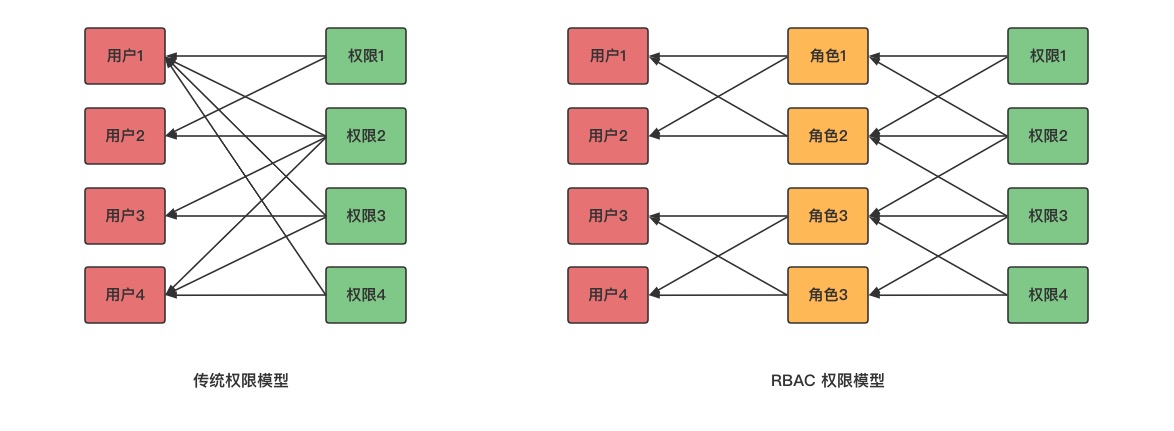 用户1 权限1 用户1 角色1 权限1
用户2 权限2 用户2 角色2 权限2
用户3 权限3 用户3 角色3 权限3
用户4 权限4 用户4 角色3 权限4
传统权限模型 RBAC 权限模型